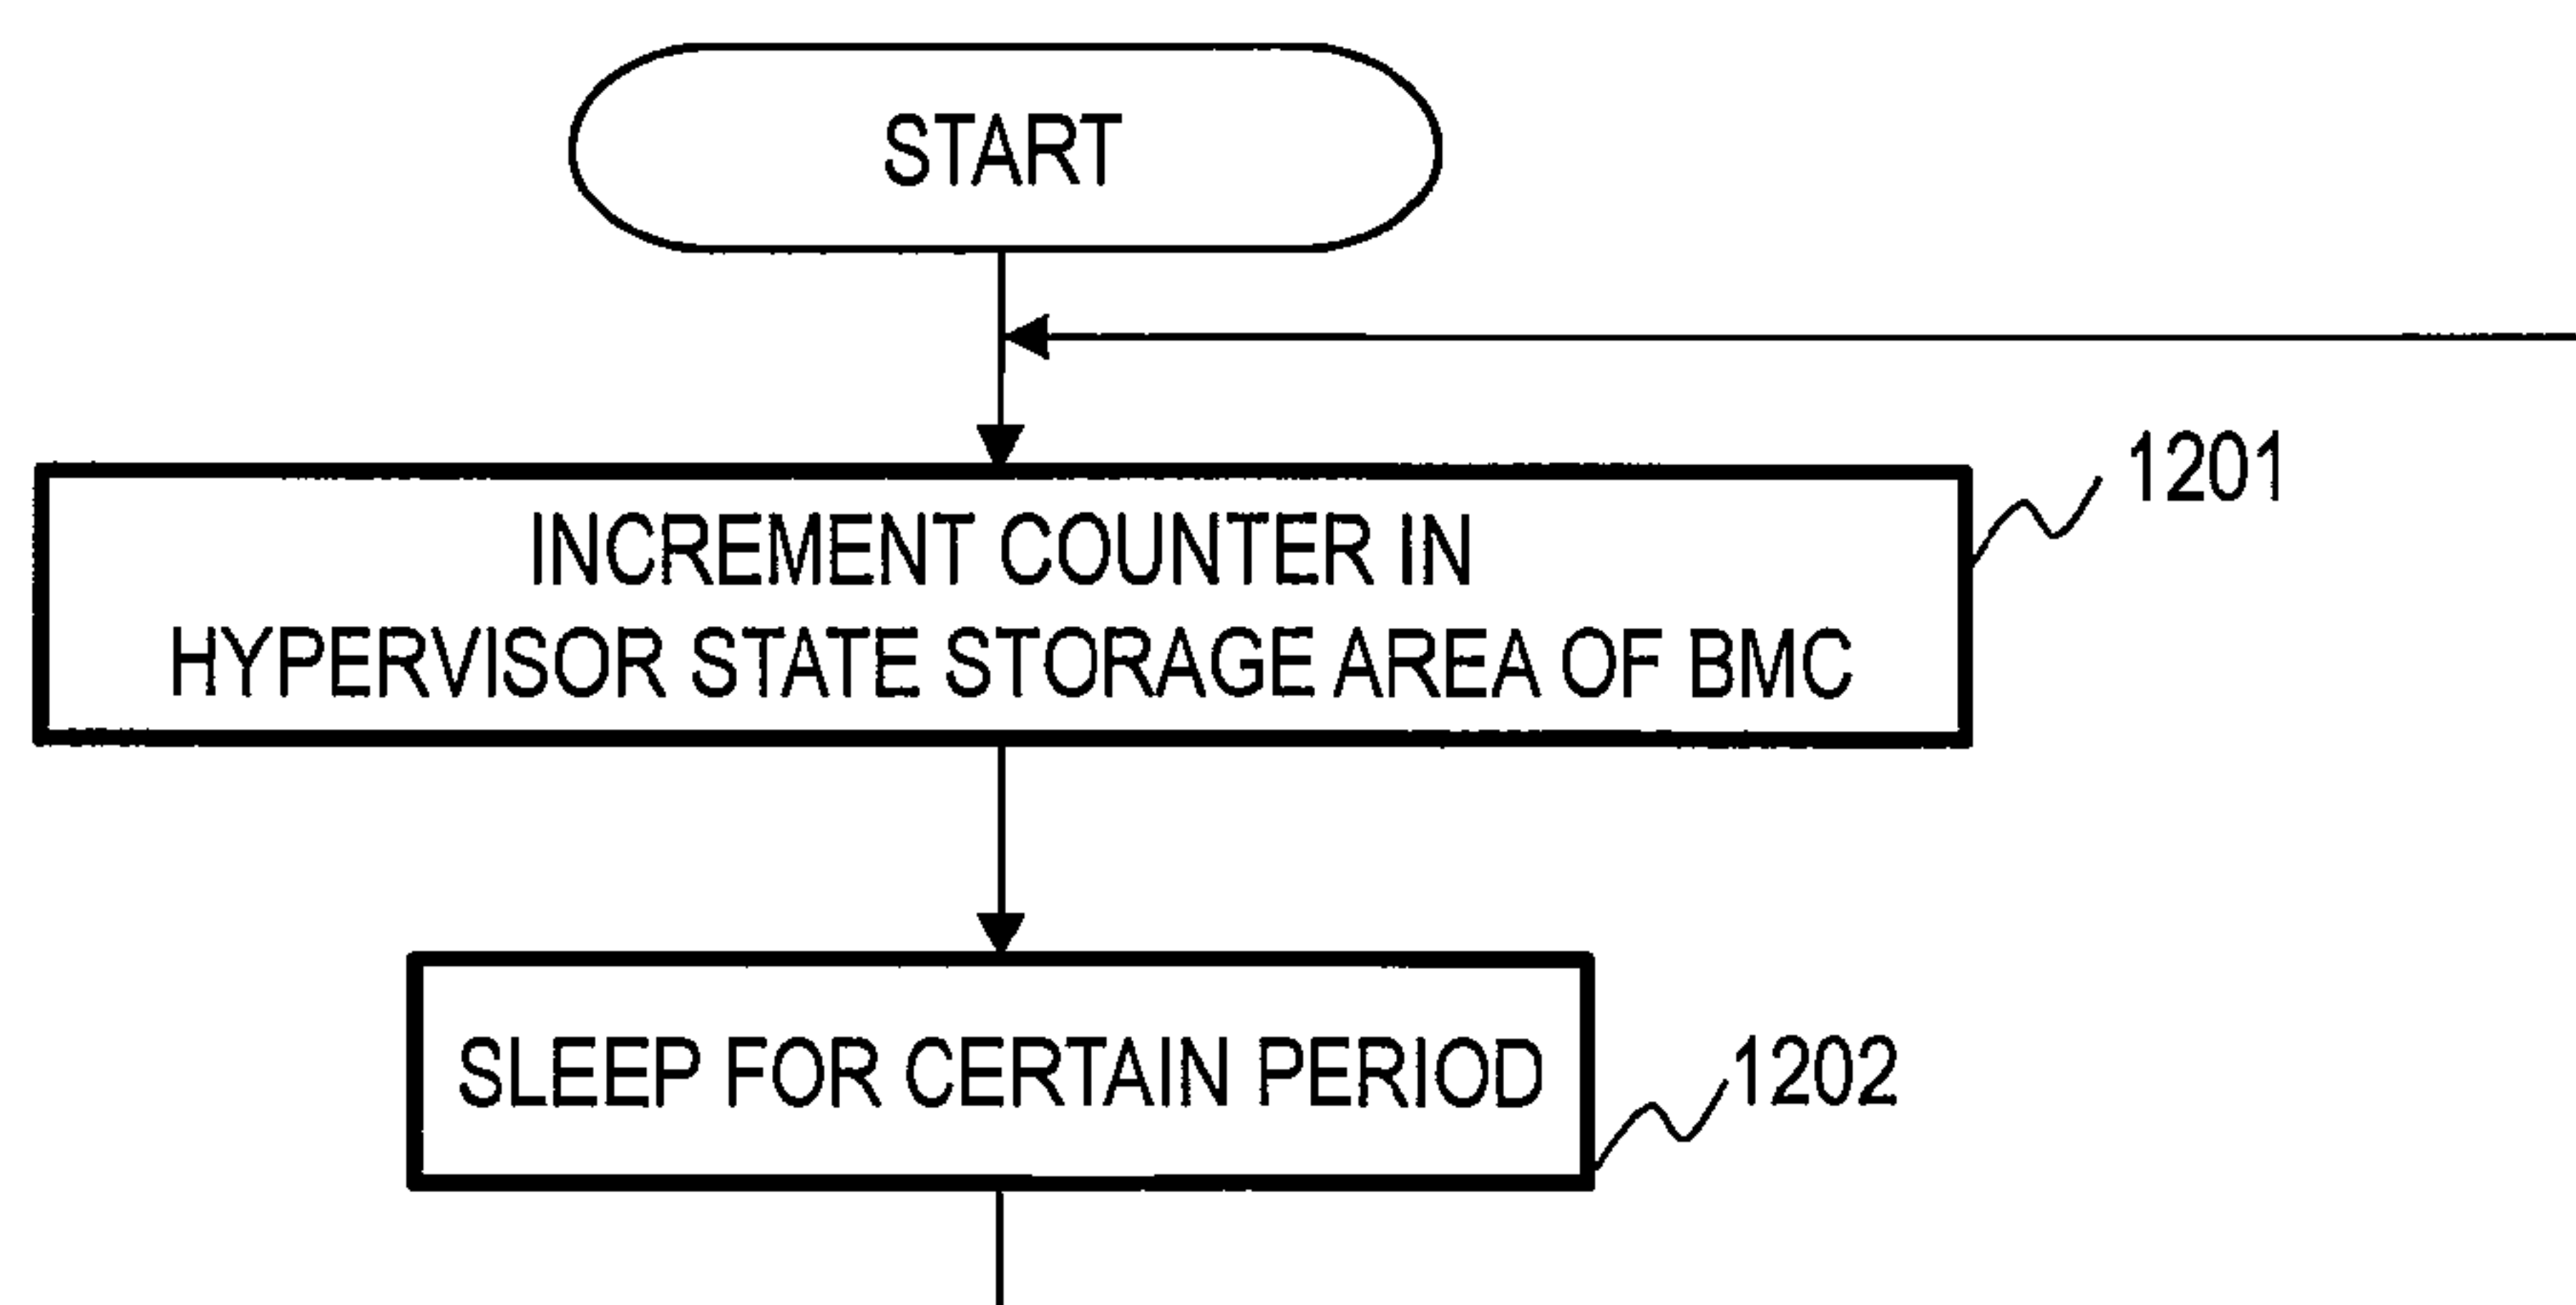 START
1201
INCREMENT COUNTER IN
HYPERVISOR STATE STORAGE AREA OF BMC
SLEEP FOR CERTAIN PERIOD
1202